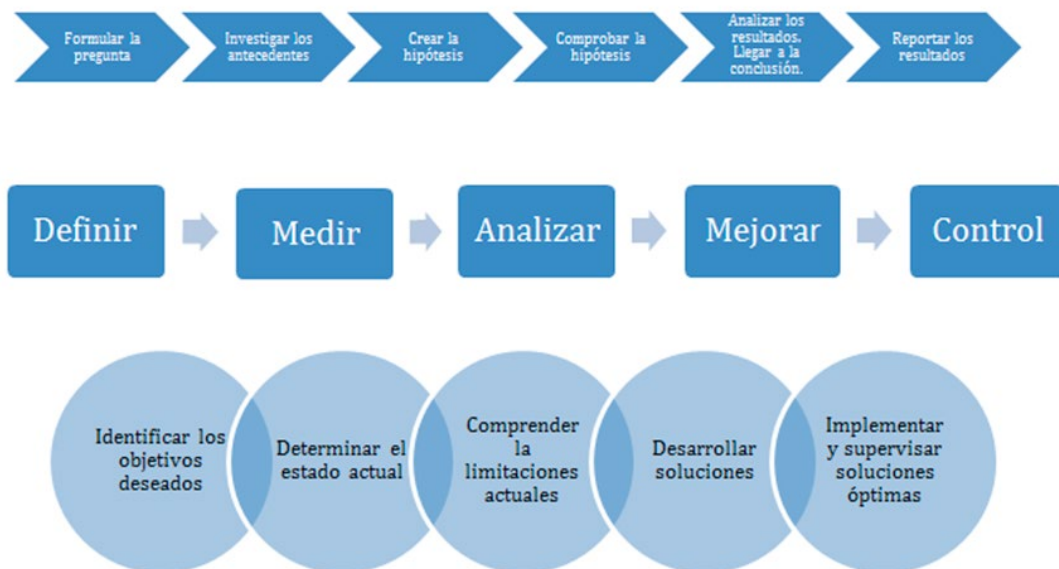 Formular la
pregunta
Investigar los
antecedentes
Crear la
hipótesis
Comprobar la
hipótesis
Analizar los
resultados.
Llegar a la
conclusión.
Reportar los
resultados
Definir
Medir
Analizar
Mejorar
Control
Identificar los
objetivos
deseados
Determinar el
estado actual
Comprender
la
limitaciones
actuales
Desarrollar
soluciones
Implementar
y supervisar
soluciones
óptimas